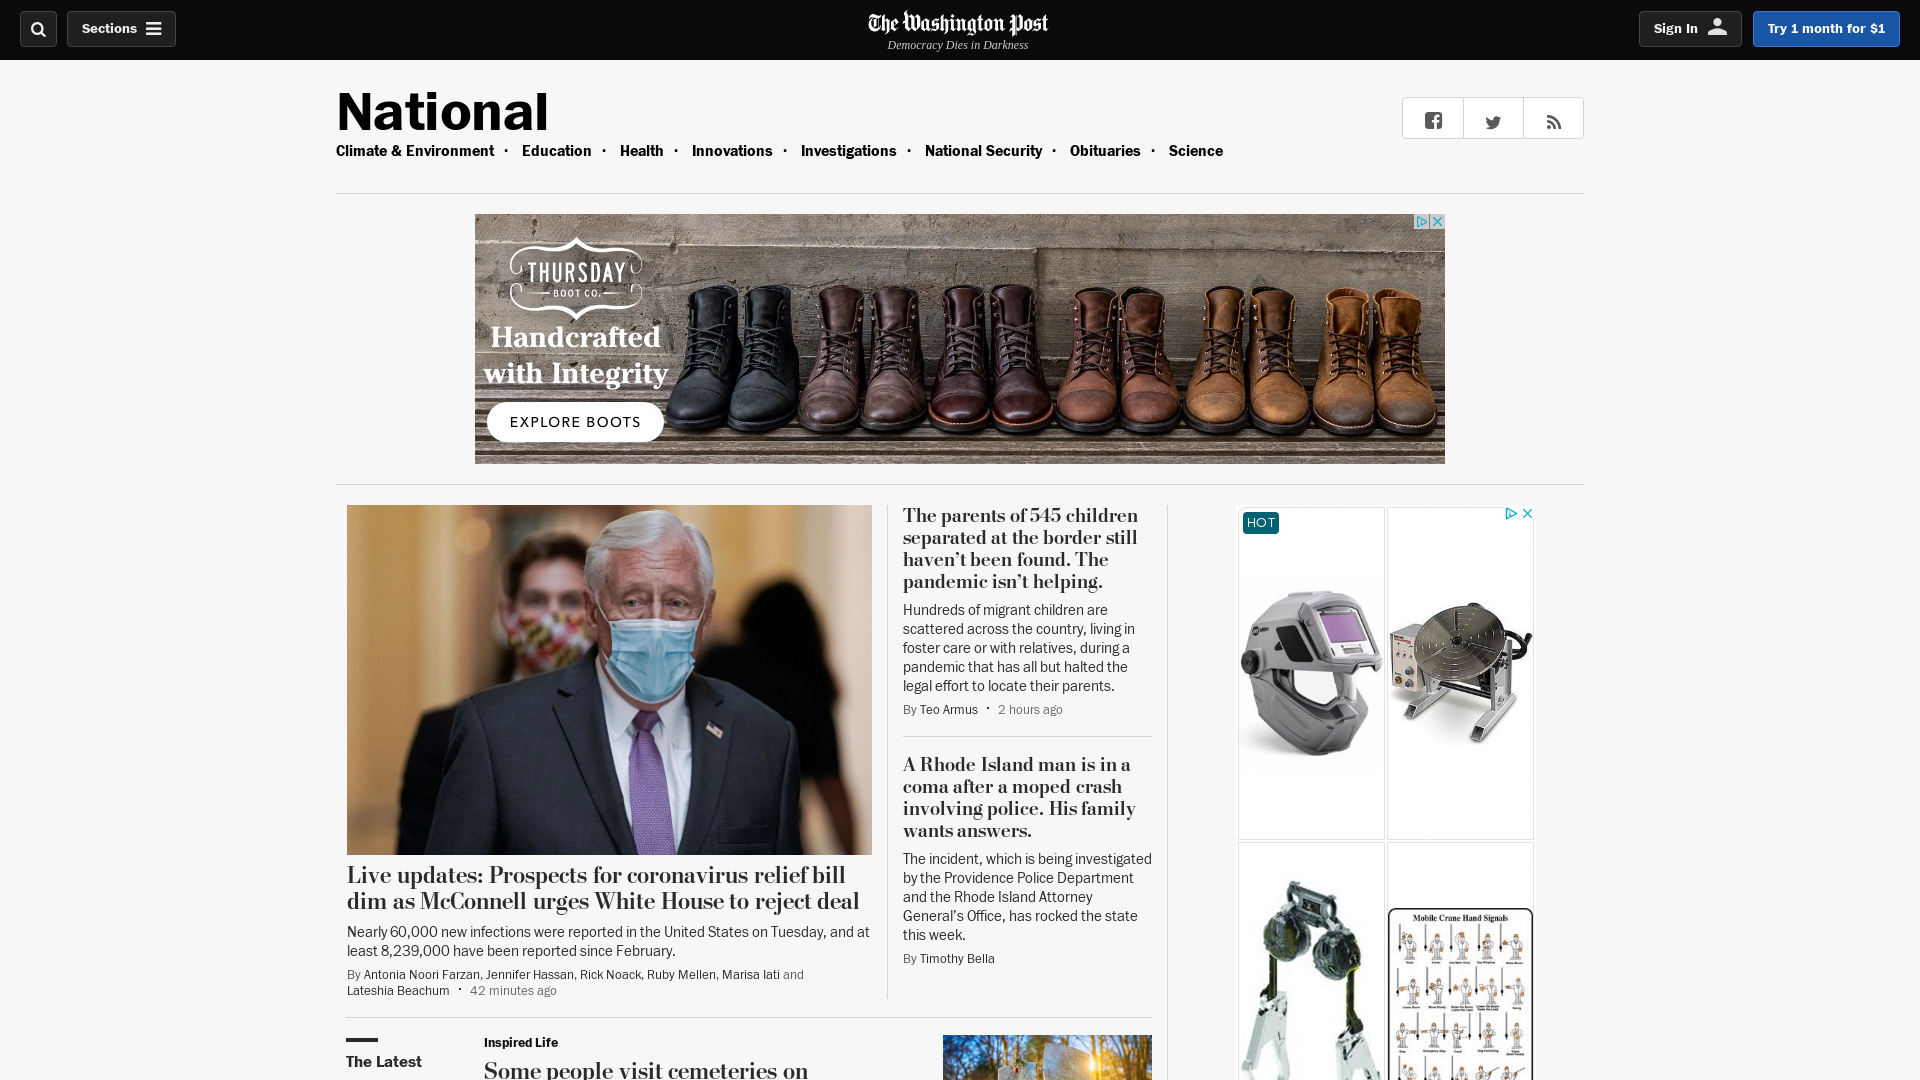 Sections
The Washington Post
Democracy Dies in Darkness
Sign In
Try 1 month for $1
National
Climate & Environment · Education · Health · Innovations · Investigations · National Security · Obituaries · Science
THURSDAY
BOOT CO.
Handcrafted
with Integrity
EXPLORE BOOTS
Live updates: Prospects for coronavirus relief bill
dim as McConnell urges White House to reject deal
Nearly 60,000 new infections were reported in the United States on Tuesday, and at
least 8,239,000 have been reported since February.
By Antonia Noori Farzan, Jennifer Hassan, Rick Noack, Ruby Mellen, Marisa Iati and
Lateshia Beachum · 42 minutes ago
The parents of 545 children
separated at the border still
haven’t been found. The
pandemic isn’t helping.
Hundreds of migrant children are
scattered across the country, living in
foster care or with relatives, during a
pandemic that has all but halted the
legal effort to locate their parents.
By Teo Armus · 2 hours ago
A Rhode Island man is in a
coma after a moped crash
involving police. His family
wants answers.
The incident, which is being investigated
by the Providence Police Department
and the Rhode Island Attorney
General’s Office, has rocked the state
this week.
By Timothy Bella
HOT
Mobile Crane Hand Signals
The Latest
Inspired Life
Some people visit cemeteries on